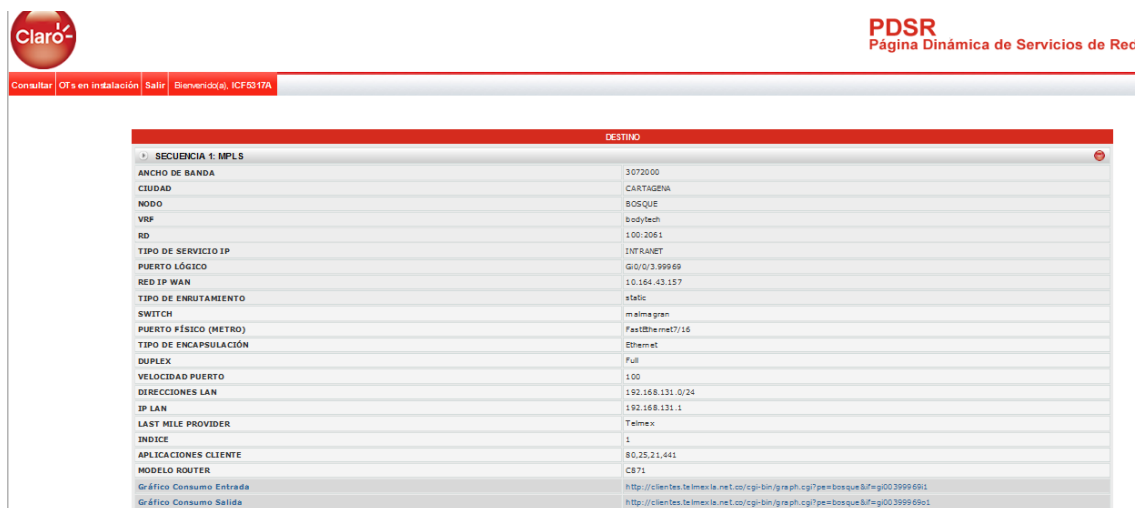 Claro
PDSR
Página Dinámica de Servicios de Red
Consultar OTs en instalación Salir Bienvenido(a), ICF5317A
DESTINO
SECUENCIA 1: MPLS
ANCHO DE BANDA 3072000
CIUDAD CARTAGENA
NODO BOSQUE
VRF bodytech
RD 100:2061
TIPO DE SERVICIO IP INTRANET
PUERTO LÓGICO Gi0/0/3.99969
RED IP WAN 10.164.43.157
TIPO DE ENRUTAMIENTO static
SWITCH malmagran
PUERTO FÍSICO (METRO) FastEthernet7/16
TIPO DE ENCAPSULACIÓN Ethernet
DUPLEX Full
VELOCIDAD PUERTO 100
DIRECCIONES LAN 192.168.131.0/24
IP LAN 192.168.131.1
LAST MILE PROVIDER Telmex
INDICE 1
APLICACIONES CLIENTE 80,25,21,441
MODELO ROUTER C871
Gráfico Consumo Entrada http://clientes.telmexla.net.co/cgi-bin/graph.cgi?pe=bosque&if=gi00399969i1
Gráfico Consumo Salida http://clientes.telmexla.net.co/cgi-bin/graph.cgi?pe=bosque&if=gi00399969o1